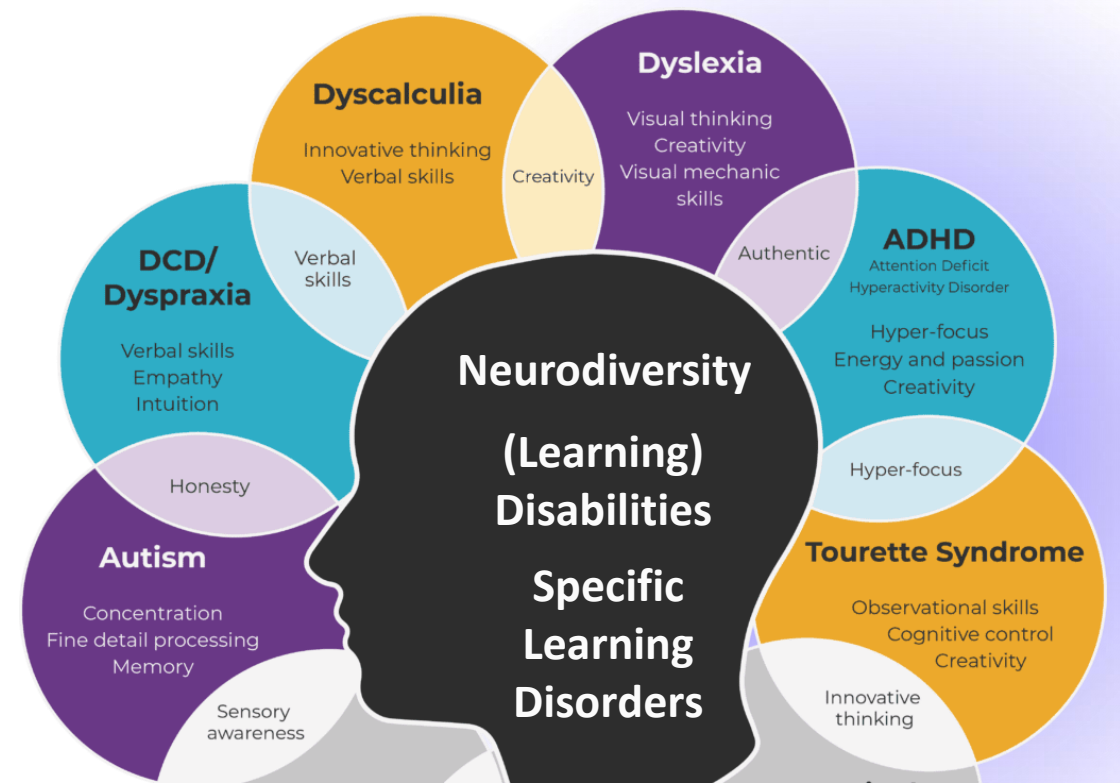 Dyscalculia
Innovative thinking
Verbal skills
Creativity
Dyslexia
Visual thinking
Creativity
Visual mechanic
skills
DCD/
Dyspraxia
Verbal skills
Empathy
Intuition
Verbal
skills
Authentic
ADHD
Attention Deficit
Hyperactivity Disorder
Hyper-focus
Energy and passion
Creativity
Neurodiversity
(Learning)
Disabilities
Specific
Learning
Disorders
Honesty
Hyper-focus
Autism
Concentration
Fine detail processing
Memory
Tourette Syndrome
Observational skills
Cognitive control
Creativity
Sensory
awareness
Innovative
thinking